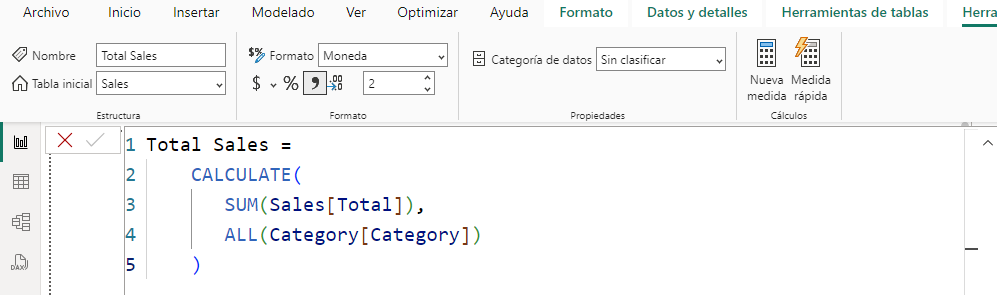 Archivo Inicio Insertar Modelado Ver Optimizar Ayuda Formato Datos y detalles Herramientas de tablas Herra
Nombre Total Sales
Tabla inicial Sales
Estructura
$% Formato Moneda
$ % 9 .00 2
Formato
Categoría de datos Sin clasificar
Propiedades
Nueva medida
Medida rápida
Cálculos
1 Total Sales =
2 CALCULATE(
3 SUM(Sales[Total]),
4 ALL(Category[Category])
5 )
DAX